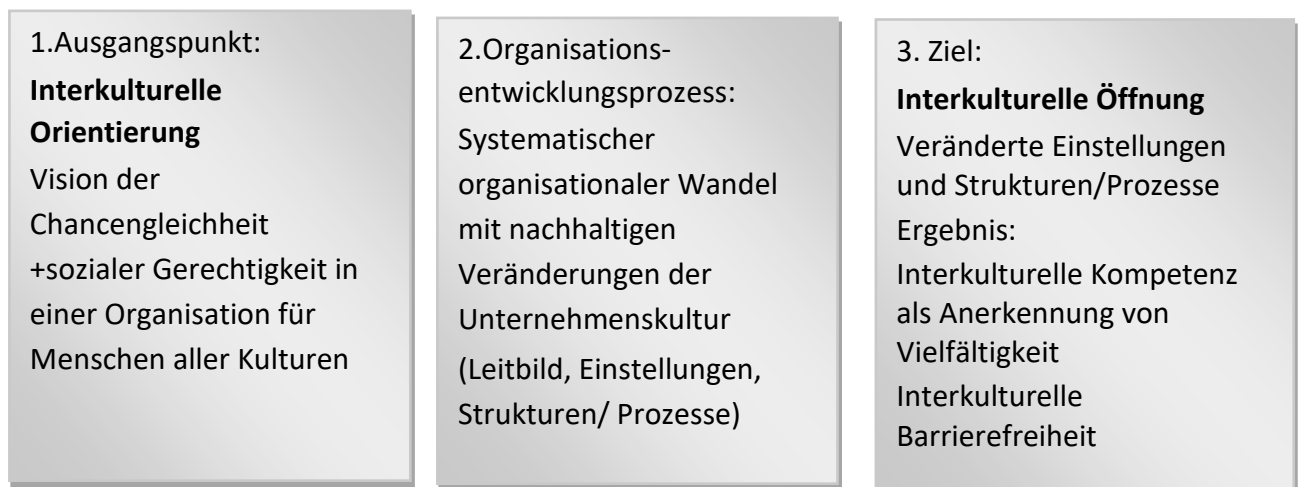 1.Ausgangspunkt:
Interkulturelle
Orientierung
Vision der
Chancengleichheit
+sozialer Gerechtigkeit in
einer Organisation für
Menschen aller Kulturen
2.Organisations-
entwicklungsprozess:
Systematischer
organisationaler Wandel
mit nachhaltigen
Veränderungen der
Unternehmenskultur
(Leitbild, Einstellungen,
Strukturen/ Prozesse)
3. Ziel:
Interkulturelle Öffnung
Veränderte Einstellungen
und Strukturen/Prozesse
Ergebnis:
Interkulturelle Kompetenz
als Anerkennung von
Vielfältigkeit
Interkulturelle
Barrierefreiheit